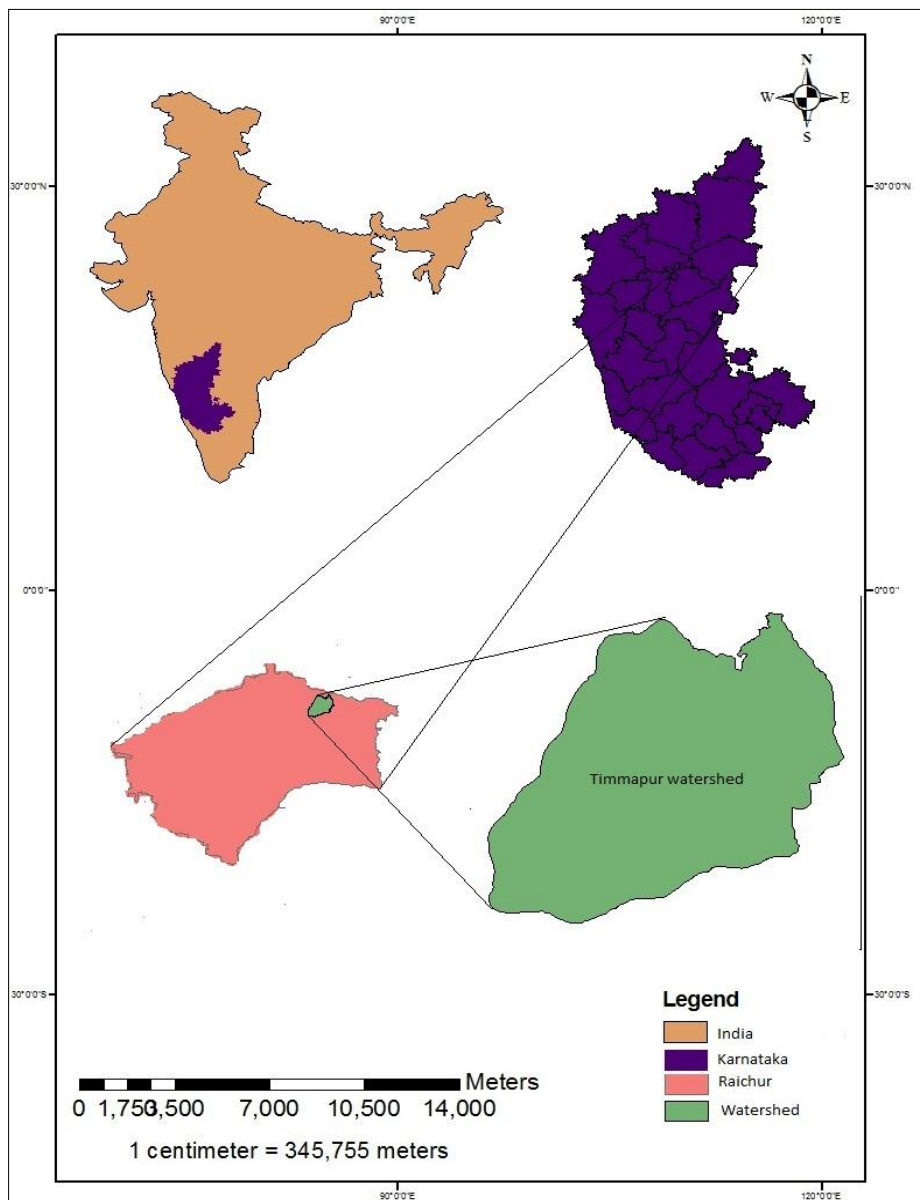 90°0'0"E 120°0'0"E
N
W E
S
30°0'0"N 30°0'0"N
0°0'0" 0°0'0"
Timmapur watershed
30°0'0"S 30°0'0"S
Legend
India
Karnataka
Raichur
Watershed
Meters
0 1,750 3,500 7,000 10,500 14,000
1 centimeter = 345,755 meters
90°0'0"E 120°0'0"E